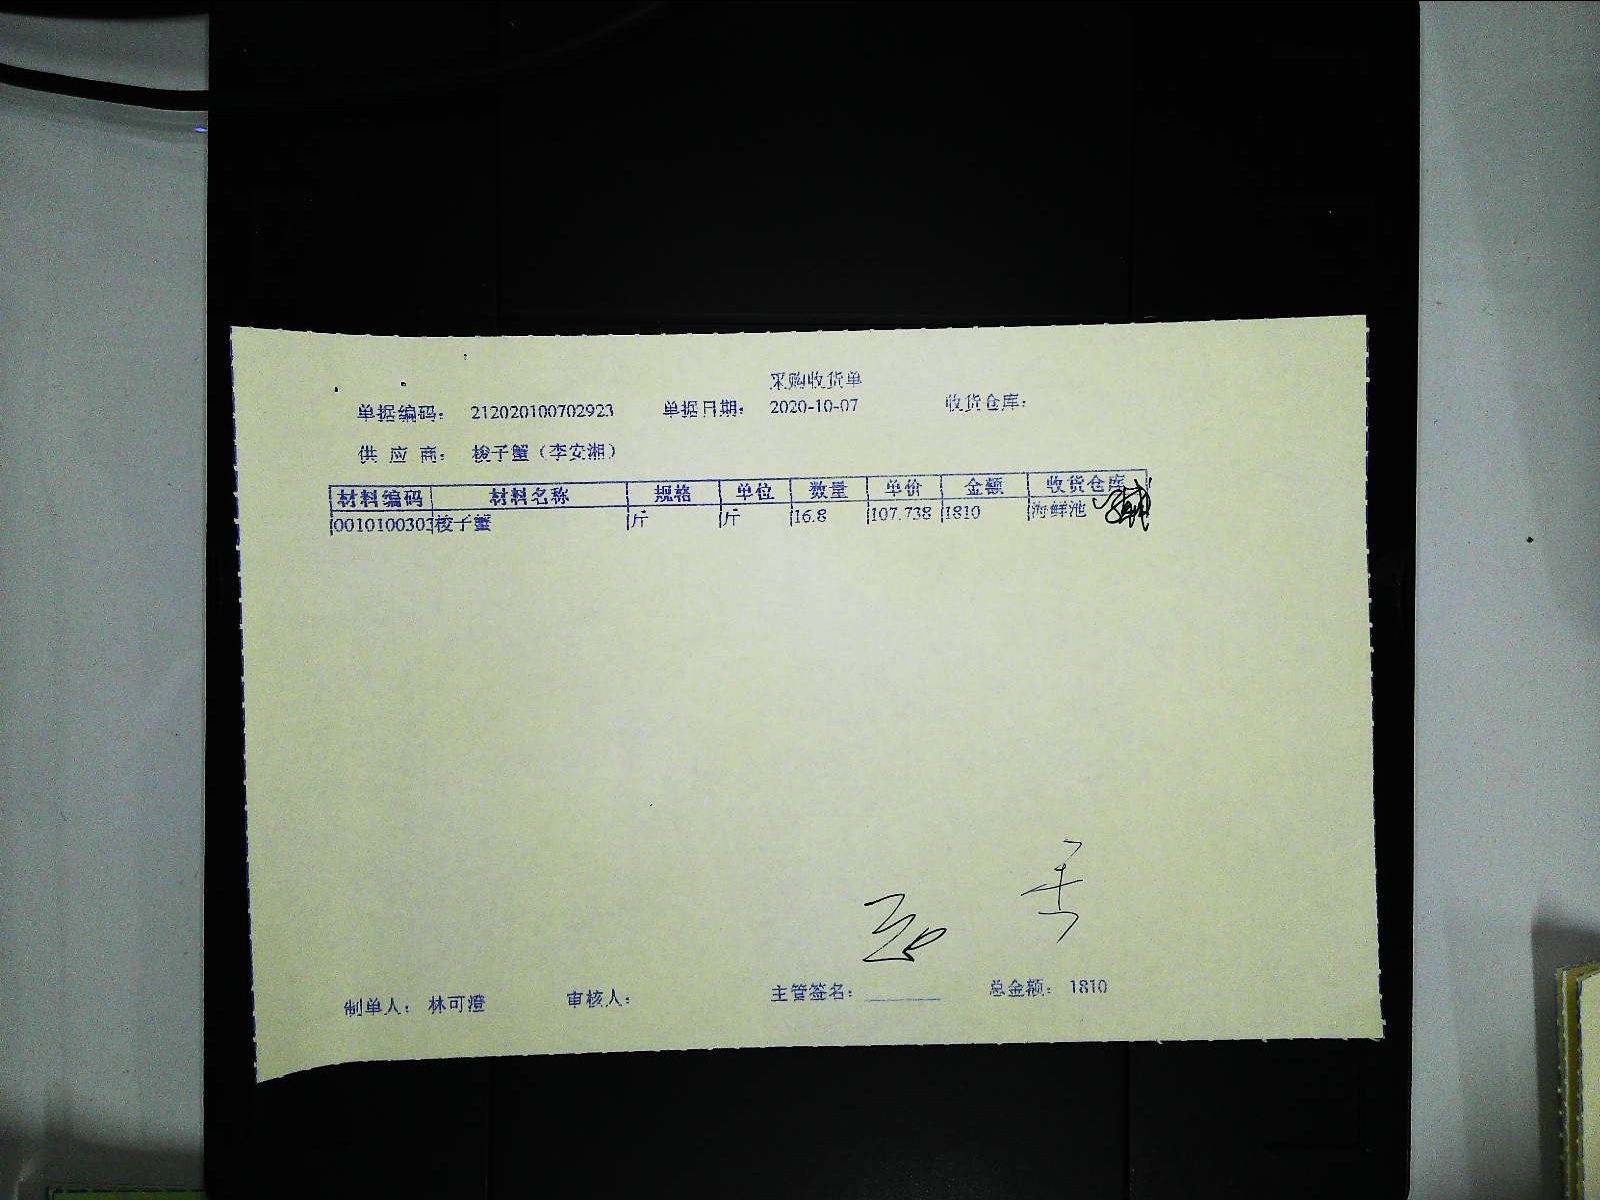 采购收货单
单据编码： 212020100702923 单据日期： 2020-10-07 收货仓库：
供 应 商： 梭子蟹（李安湘）
材料编码 材料名称 规格 单位 数量 单价 金额 收货仓库
0010100303 梭子蟹 斤 斤 16.8 107.738 1810 海鲜池
制单人： 林可澄 审核人： 主管签名： 总金额： 1810